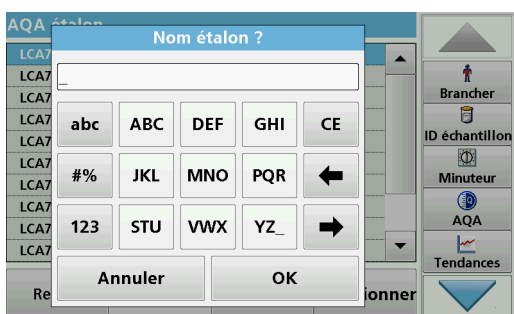 AQA étalon
Nom étalon ?
LCA7
LCA7
LCA7
LCA7
LCA7
LCA7
LCA7
LCA7
LCA7
LCA7
_
abc ABC DEF GHI CE
#% JKL MNO PQR
123 STU VWX YZ_
Annuler OK
Re
ionner
Brancher
ID échantillon
Minuteur
AQA
Tendances